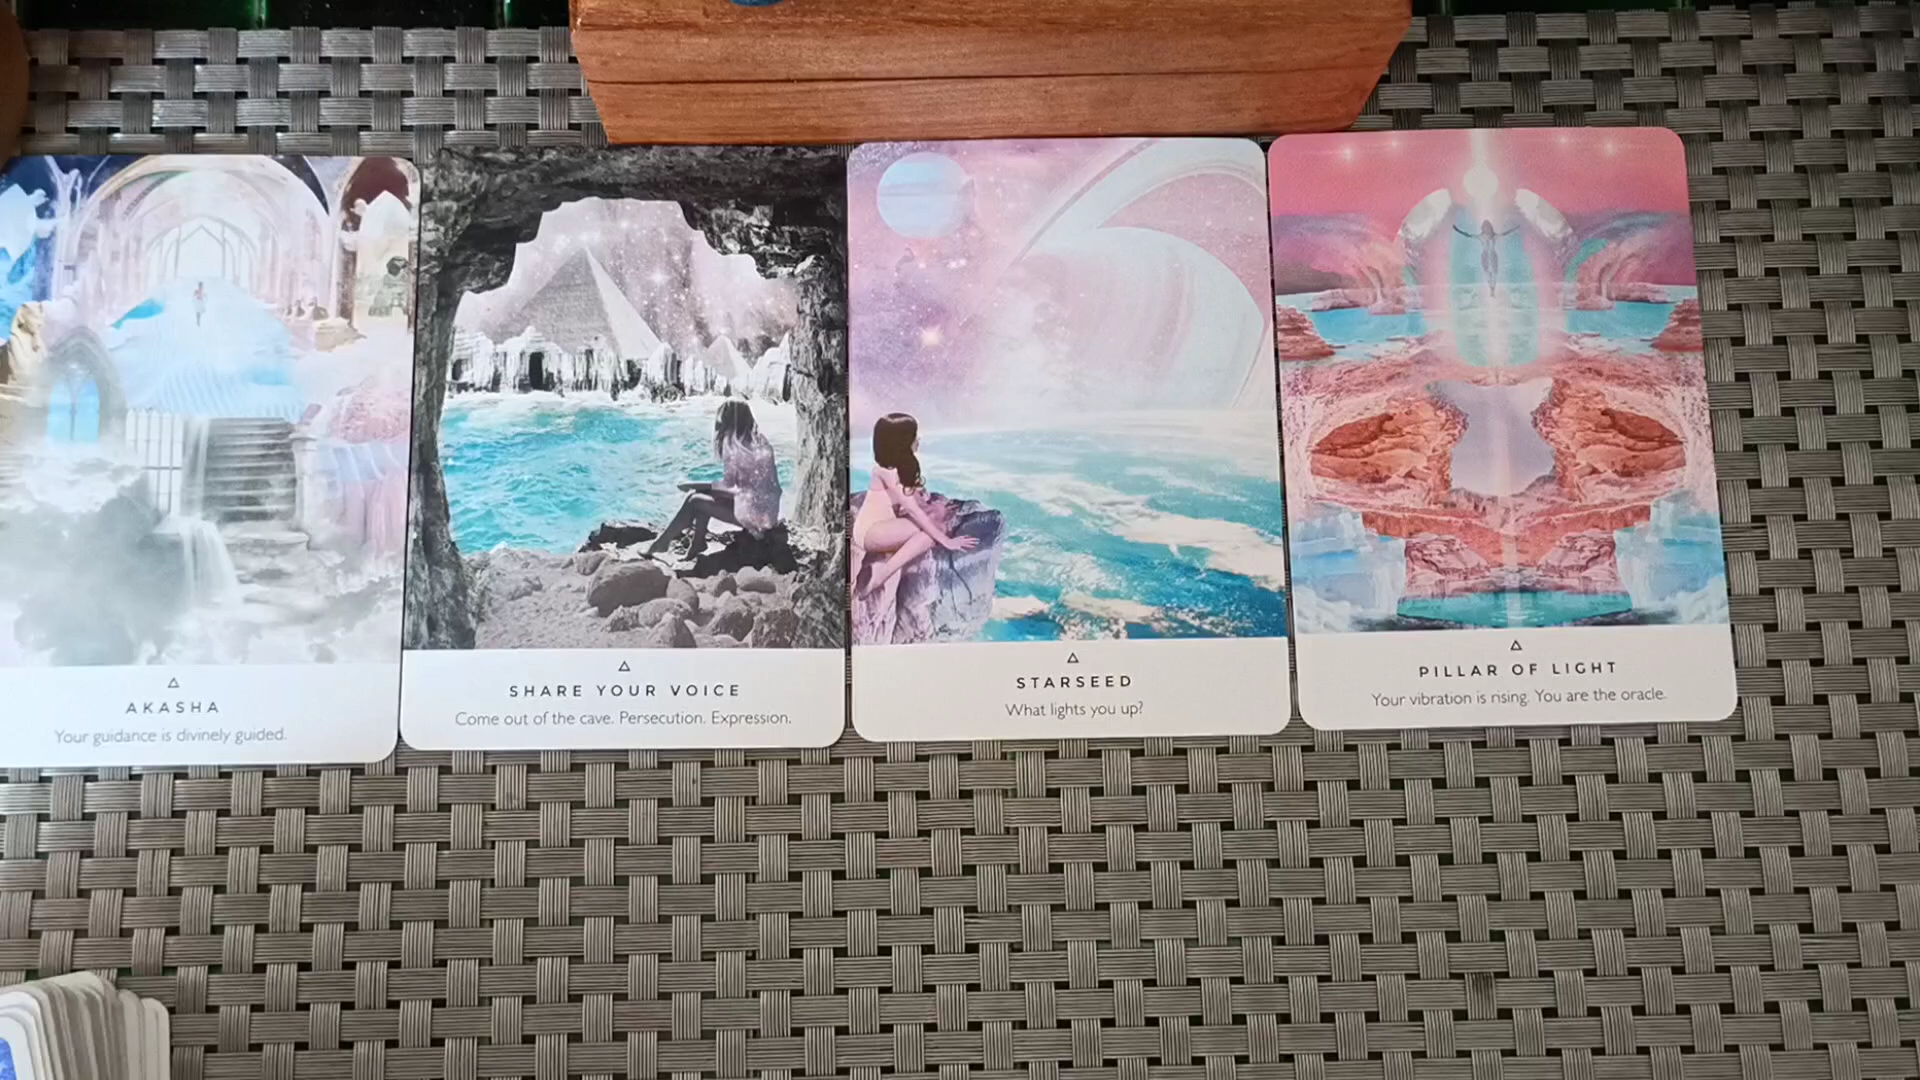 AKASHA
Your guidance is divinely guided.
SHARE YOUR VOICE
Come out of the cave. Persecution. Expression.
STARSEED
What lights you up?
PILLAR OF LIGHT
Your vibration is rising. You are the oracle.